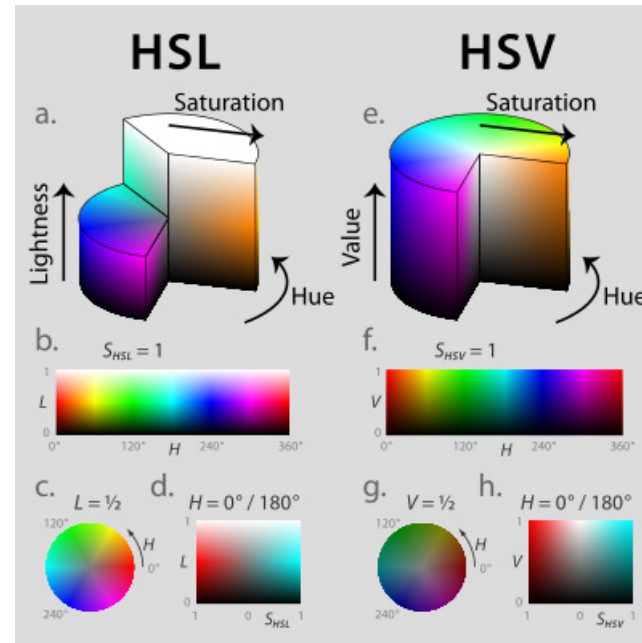 HSL
HSV
a.
Saturation
Lightness
Hue
e.
Saturation
Value
Hue
b.
S_HSL = 1
1
L
0
0°
120°
240°
360°
H
f.
S_HSV = 1
1
V
0
0°
120°
240°
360°
H
c.
L = ½
120°
H
0°
240°
d.
H = 0° / 180°
1
L
0
1
0
S_HSL
1
g.
V = ½
120°
H
0°
240°
h.
H = 0° / 180°
1
V
0
1
0
S_HSV
1